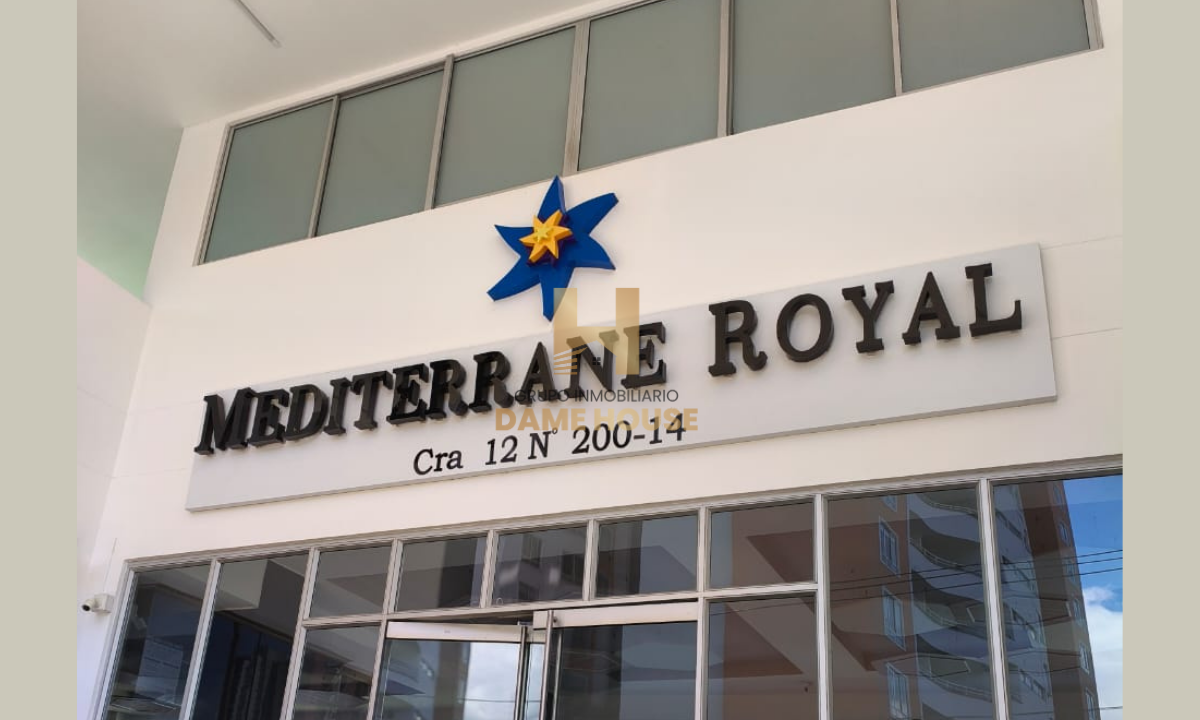 MEDITERRANE ROYAL
GRUPO INMOBILIARIO
DAME HOUSE
Cra 12 N° 200-14